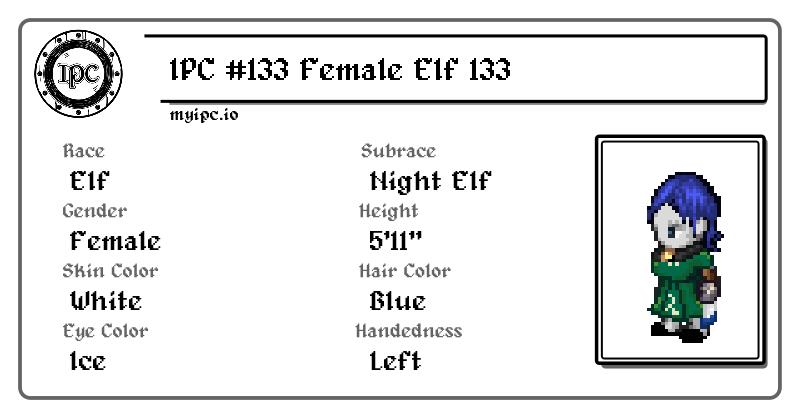 IPC
IPC #133 Female Elf 133
myipc.io
Race
Elf
Subrace
Night Elf
Gender
Female
Height
5'11"
Skin Color
White
Hair Color
Blue
Eye Color
Ice
Handedness
Left